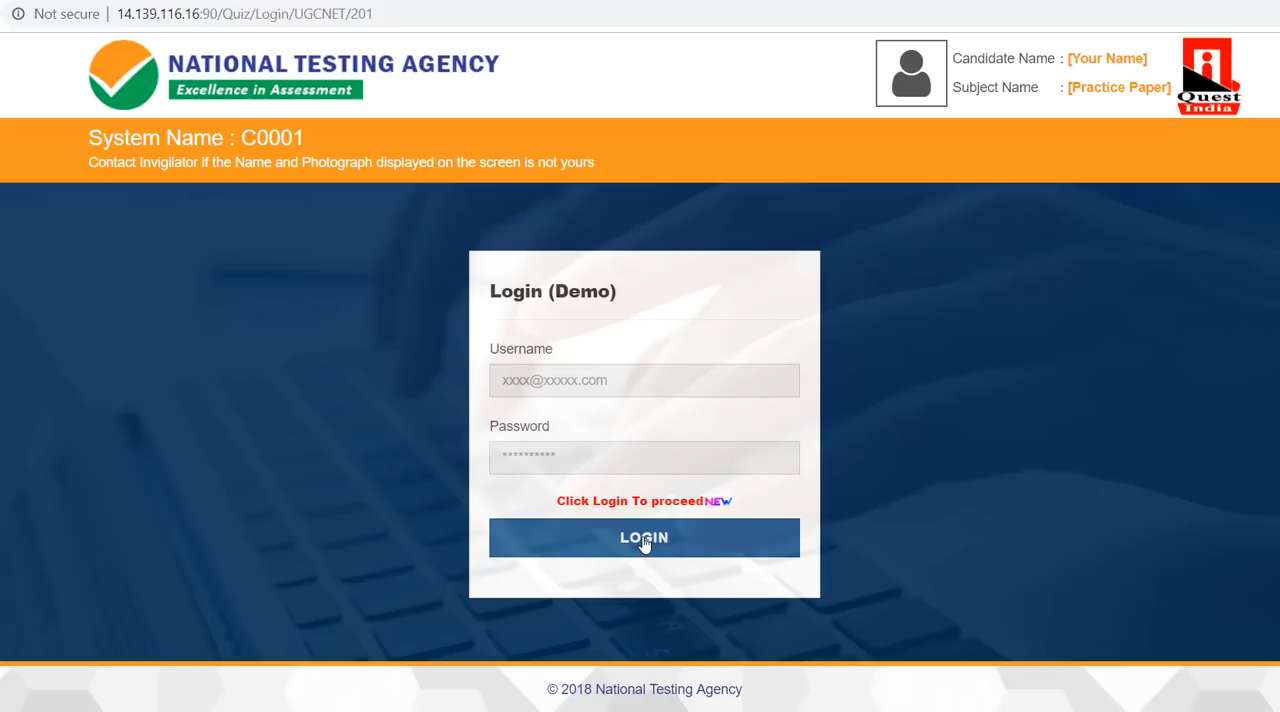 Not secure | 14.139.116.16:90/Quiz/Login/UGCNET/201
NATIONAL TESTING AGENCY
Excellence in Assessment
Candidate Name : [Your Name]
Subject Name : [Practice Paper]
Quest
India
System Name : C0001
Contact Invigilator if the Name and Photograph displayed on the screen is not yours
Login (Demo)
Username
xxxx@xxxxx.com
Password
**********
Click Login To proceed NEW
LOGIN
© 2018 National Testing Agency